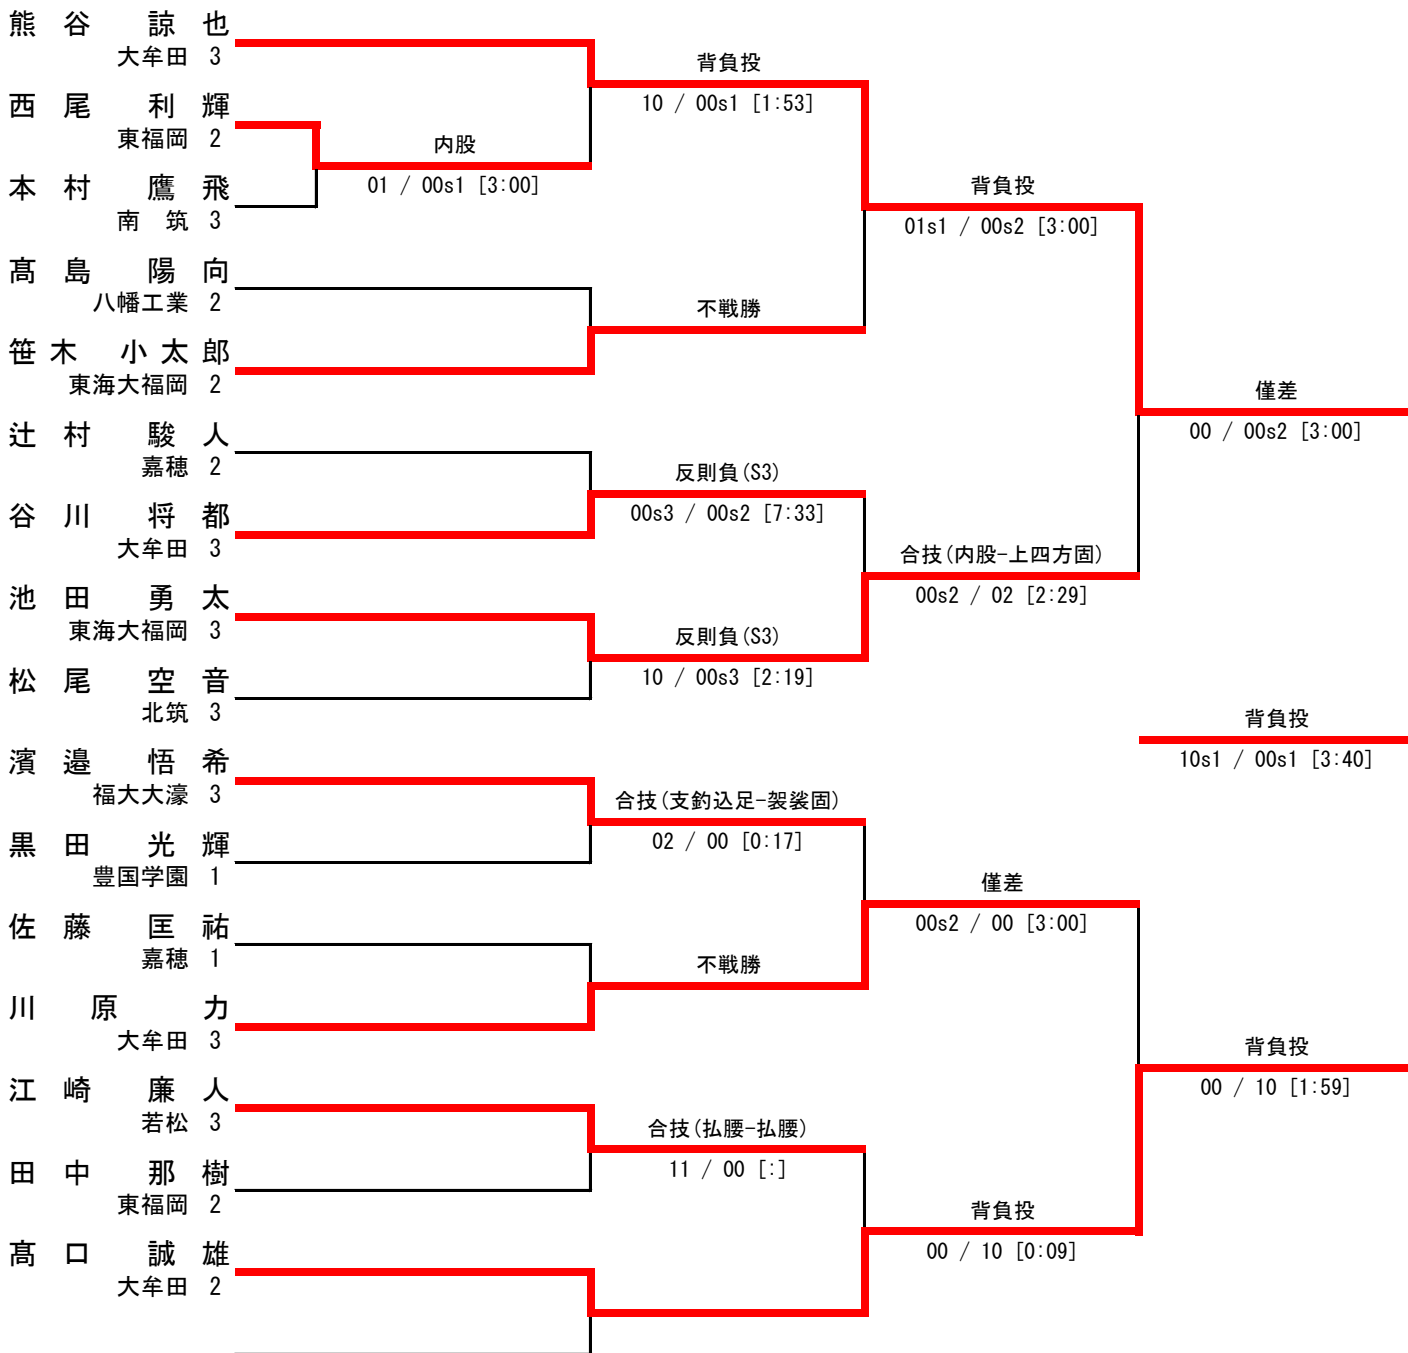 熊谷 諒也
大牟田 3
西尾 利輝
東福岡 2
本村 鷹飛
南 筑 3
髙島 陽向
八幡工業 2
笹木 小太郎
東海大福岡 2
辻村 駿人
嘉穂 2
谷川 将都
大牟田 3
池田 勇太
東海大福岡 3
松尾 空音
北筑 3
濱邉 悟希
福大大濠 3
黒田 光輝
豊国学園 1
佐藤 匡祐
嘉穂 1
川原 力
大牟田 3
江崎 廉人
若松 3
田中 那樹
東福岡 2
髙口 誠雄
大牟田 2
内股
01 / 00s1 [3:00]
背負投
10 / 00s1 [1:53]
不戦勝
反則負(S3)
00s3 / 00s2 [7:33]
反則負(S3)
10 / 00s3 [2:19]
合技(支釣込足-袈裟固)
02 / 00 [0:17]
不戦勝
合技(払腰-払腰)
11 / 00 [:]
背負投
01s1 / 00s2 [3:00]
合技(内股-上四方固)
00s2 / 02 [2:29]
僅差
00s2 / 00 [3:00]
背負投
00 / 10 [0:09]
僅差
00 / 00s2 [3:00]
背負投
10s1 / 00s1 [3:40]
背負投
00 / 10 [1:59]